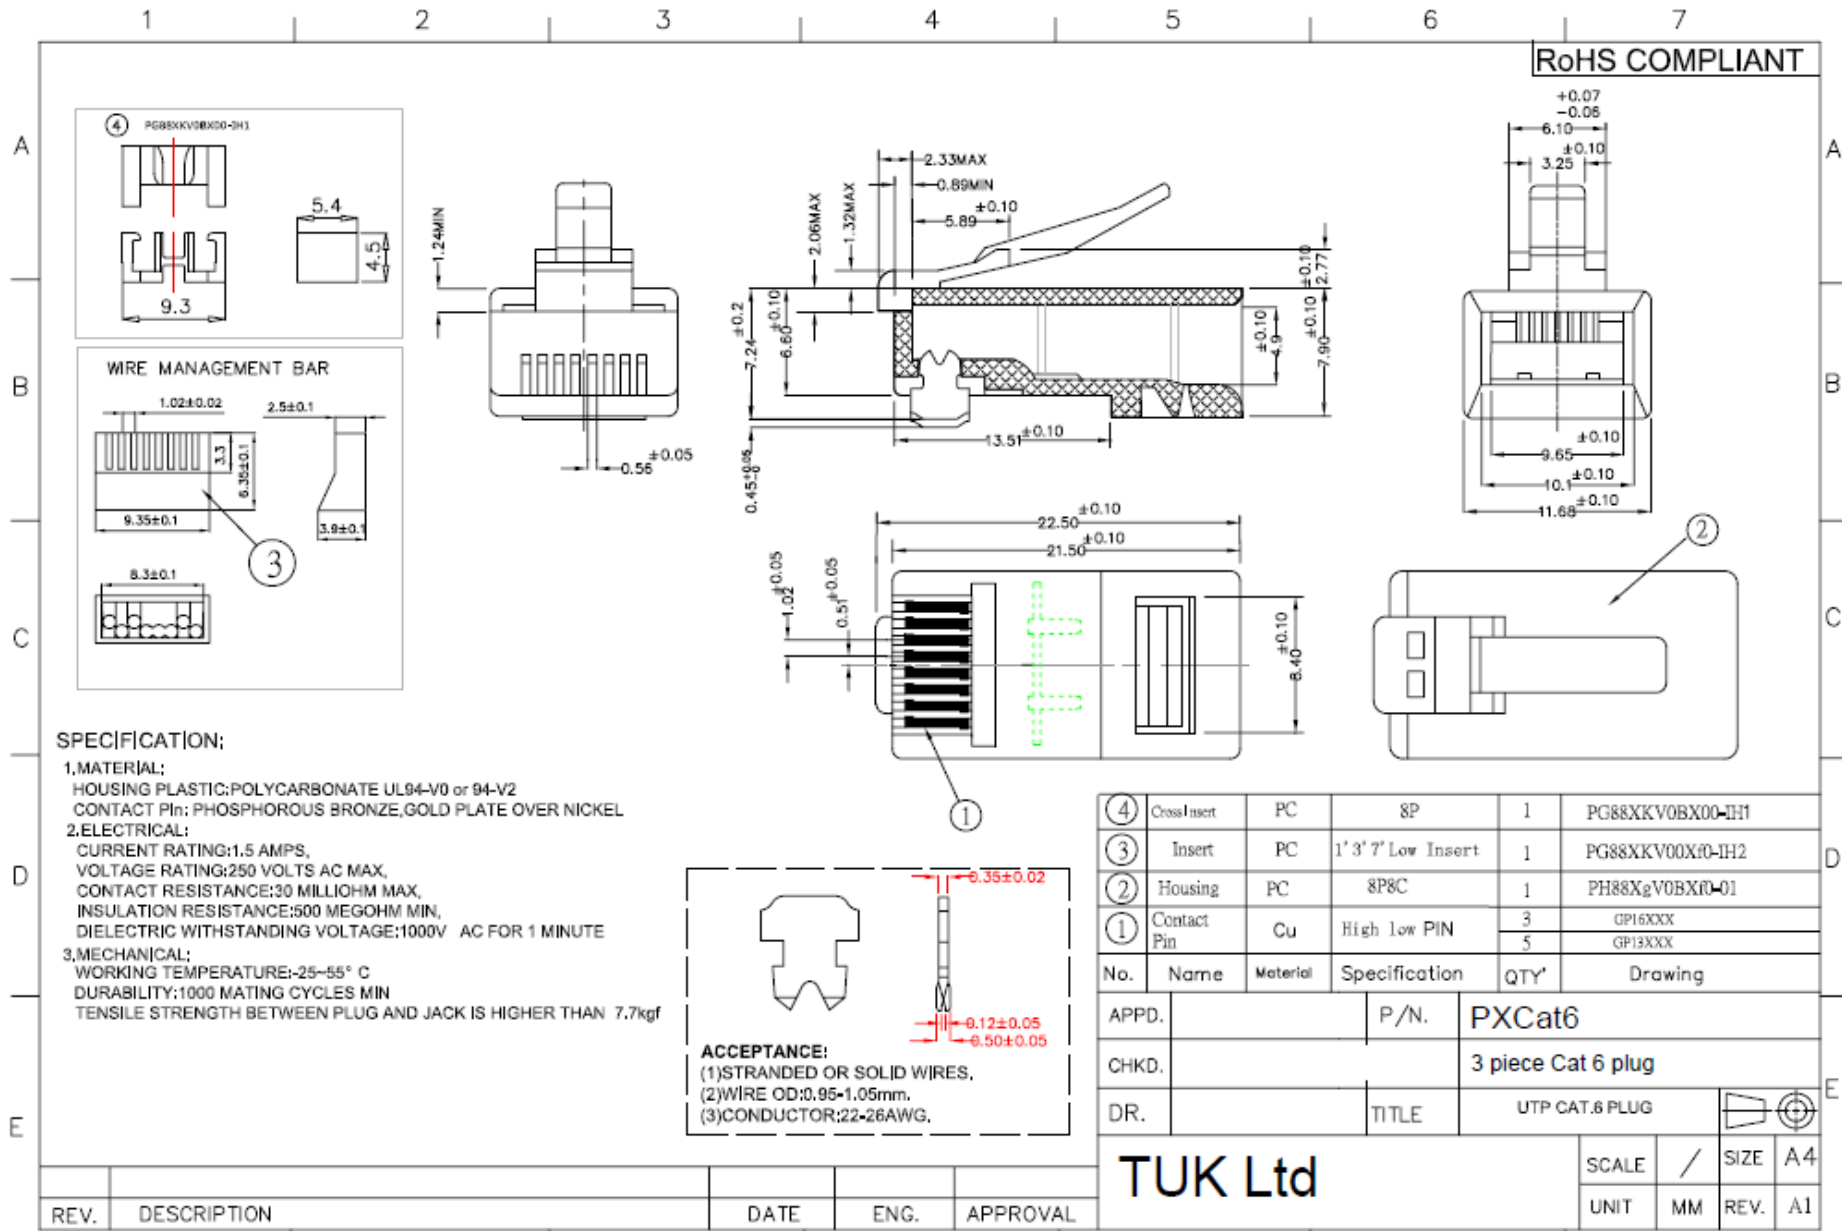 1 2 3 4 5 6 7
RoHS COMPLIANT
A
B
C
D
E
A
B
C
D
E
4 PG88XKV0BX00-IH1
5.4
4.5
9.3
WIRE MANAGEMENT BAR
1.02±0.02
2.5±0.1
3.3
6.35±0.1
9.35±0.1
3.9±0.1
3
8.3±0.1
1.24MIN
0.56 ±0.05
2.33MAX
0.89MIN
2.06MAX
1.32MAX
5.89 ±0.10
2.77 ±0.10
7.24 ±0.2
6.60 ±0.10
4.9 ±0.10
7.90 ±0.10
13.51 ±0.10
+0.07
-0.06
6.10
±0.10
3.25
±0.10
9.65
±0.10
10.1
±0.10
11.68
22.50 ±0.10
21.50 ±0.10
1.02 ±0.05
0.51 ±0.05
8.40 ±0.10
2
1
SPECIFICATION:
1,MATERIAL:
HOUSING PLASTIC:POLYCARBONATE UL94-V0 or 94-V2
CONTACT Pin: PHOSPHOROUS BRONZE,GOLD PLATE OVER NICKEL
2.ELECTRICAL:
CURRENT RATING:1.5 AMPS,
VOLTAGE RATING:250 VOLTS AC MAX,
CONTACT RESISTANCE:30 MILLIOHM MAX,
INSULATION RESISTANCE:500 MEGOHM MIN,
DIELECTRIC WITHSTANDING VOLTAGE:1000V AC FOR 1 MINUTE
3,MECHANICAL:
WORKING TEMPERATURE:-25~55° C
DURABILITY:1000 MATING CYCLES MIN
TENSILE STRENGTH BETWEEN PLUG AND JACK IS HIGHER THAN 7.7kgf
0.35±0.02
0.12±0.05
0.50±0.05
ACCEPTANCE:
(1)STRANDED OR SOLID WIRES,
(2)WIRE OD:0.95-1.05mm.
(3)CONDUCTOR:22-26AWG.
4 CrossInsert PC 8P 1 PG88XKV0BX00-IH1
3 Insert PC 1'3'7'Low Insert 1 PG88XKV00Xf0-IH2
2 Housing PC 8P8C 1 PH88XgV0BXf0-01
1 Contact Pin Cu High low PIN 3 GP16XXX
5 GP13XXX
No. Name Material Specification QTY' Drawing
APPD. P/N. PXCat6
CHKD. 3 piece Cat 6 plug
DR. TITLE UTP CAT.6 PLUG
TUK Ltd
SCALE / SIZE A4
UNIT MM REV. A1
REV. DESCRIPTION DATE ENG. APPROVAL